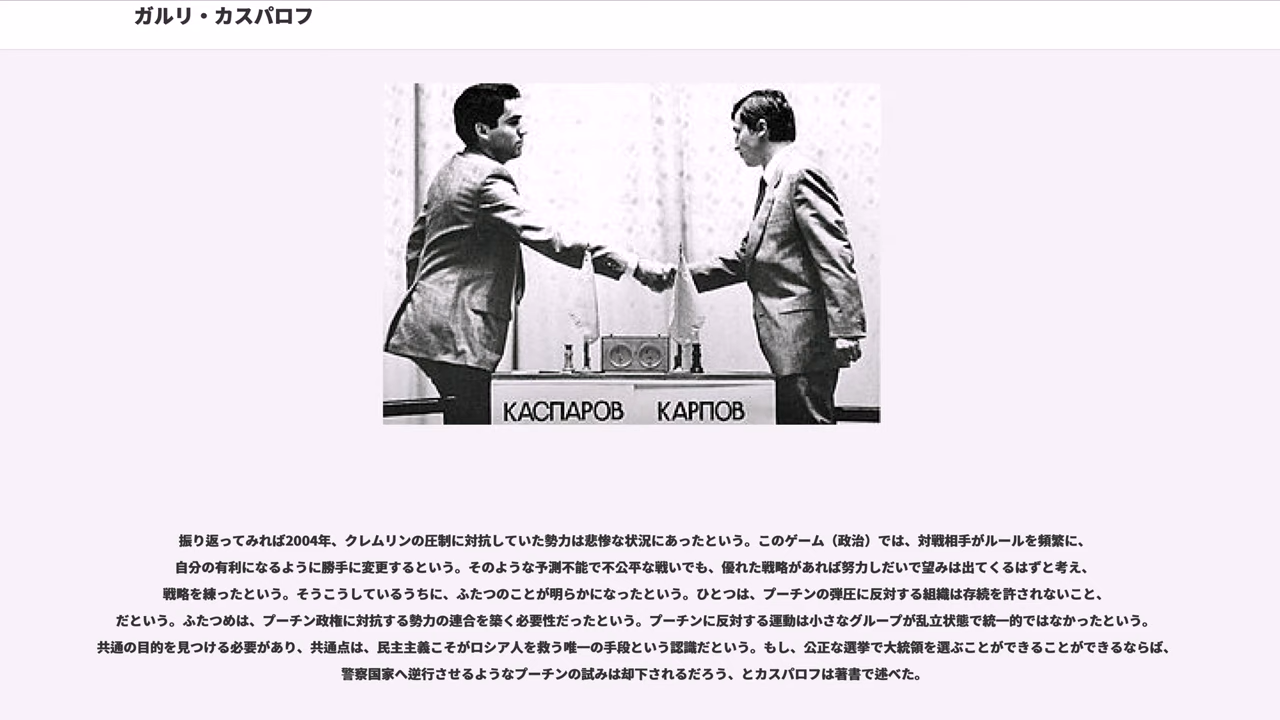 ガルリ・カスパロフ
КАСПАРОВ КАРПОВ
振り返ってみれば2004年、クレムリンの圧制に対抗していた勢力は悲惨な状況にあったという。このゲーム（政治）では、対戦相手がルールを頻繁に、
自分の有利になるように勝手に変更するという。そのような予測不能で不公平な戦いでも、優れた戦略があれば努力しだいで望みは出てくるはずと考え、
戦略を練ったという。そうこうしているうちに、ふたつのことが明らかになったという。ひとつは、プーチンの弾圧に反対する組織は存続を許されないこと、
だという。ふたつめは、プーチン政権に対抗する勢力の連合を築く必要性だったという。プーチンに反対する運動は小さなグループが乱立状態で統一的ではなかったという。
共通の目的を見つける必要があり、共通点は、民主主義こそがロシア人を救う唯一の手段という認識だという。もし、公正な選挙で大統領を選ぶことができることができるならば、
警察国家へ逆行させるようなプーチンの試みは却下されるだろう、とカスパロフは著書で述べた。